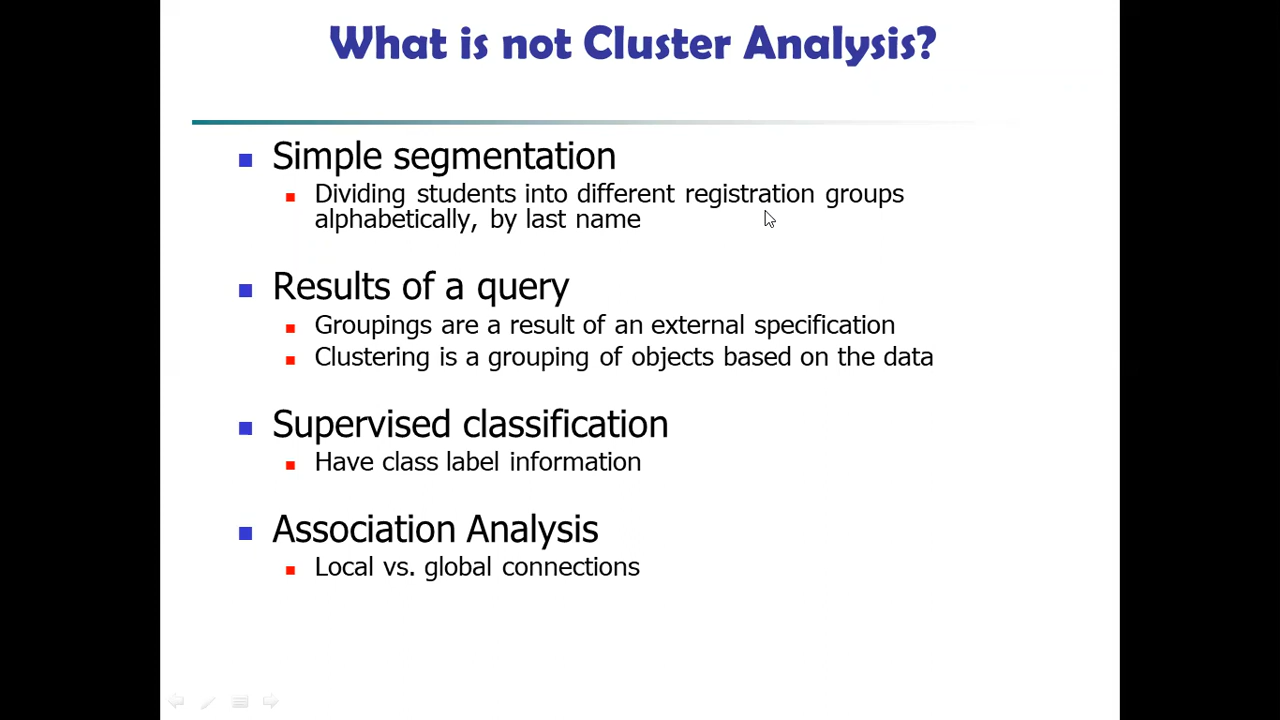 What is not Cluster Analysis?
Simple segmentation
Dividing students into different registration groups
alphabetically, by last name
Results of a query
Groupings are a result of an external specification
Clustering is a grouping of objects based on the data
Supervised classification
Have class label information
Association Analysis
Local vs. global connections